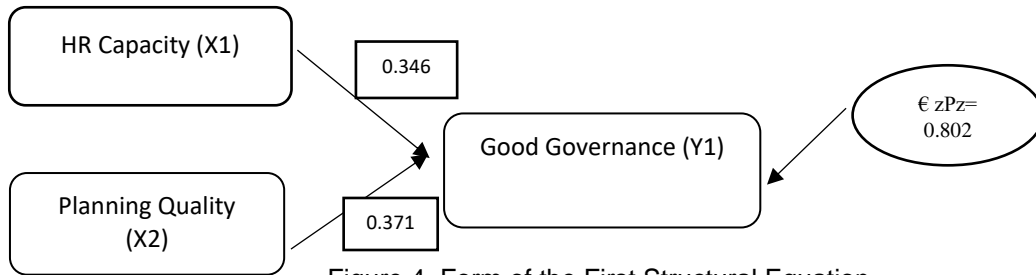 HR Capacity (X1)
0.346
€ zPz=
0.802
Good Governance (Y1)
Planning Quality
(X2)
0.371
Figure 4. Form of the First Structural Equation